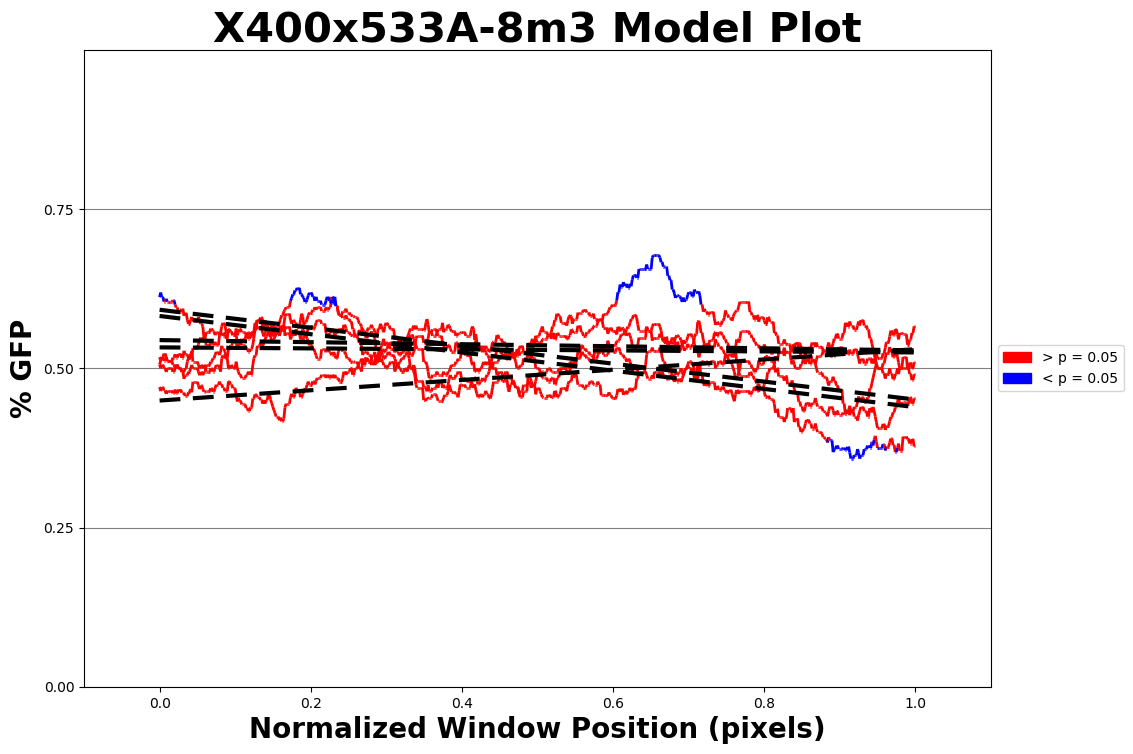 X400x533A-8m3 Model Plot
% GFP
0.75
0.50
0.25
0.00
0.0 0.2 0.4 0.6 0.8 1.0
Normalized Window Position (pixels)
> p = 0.05
< p = 0.05